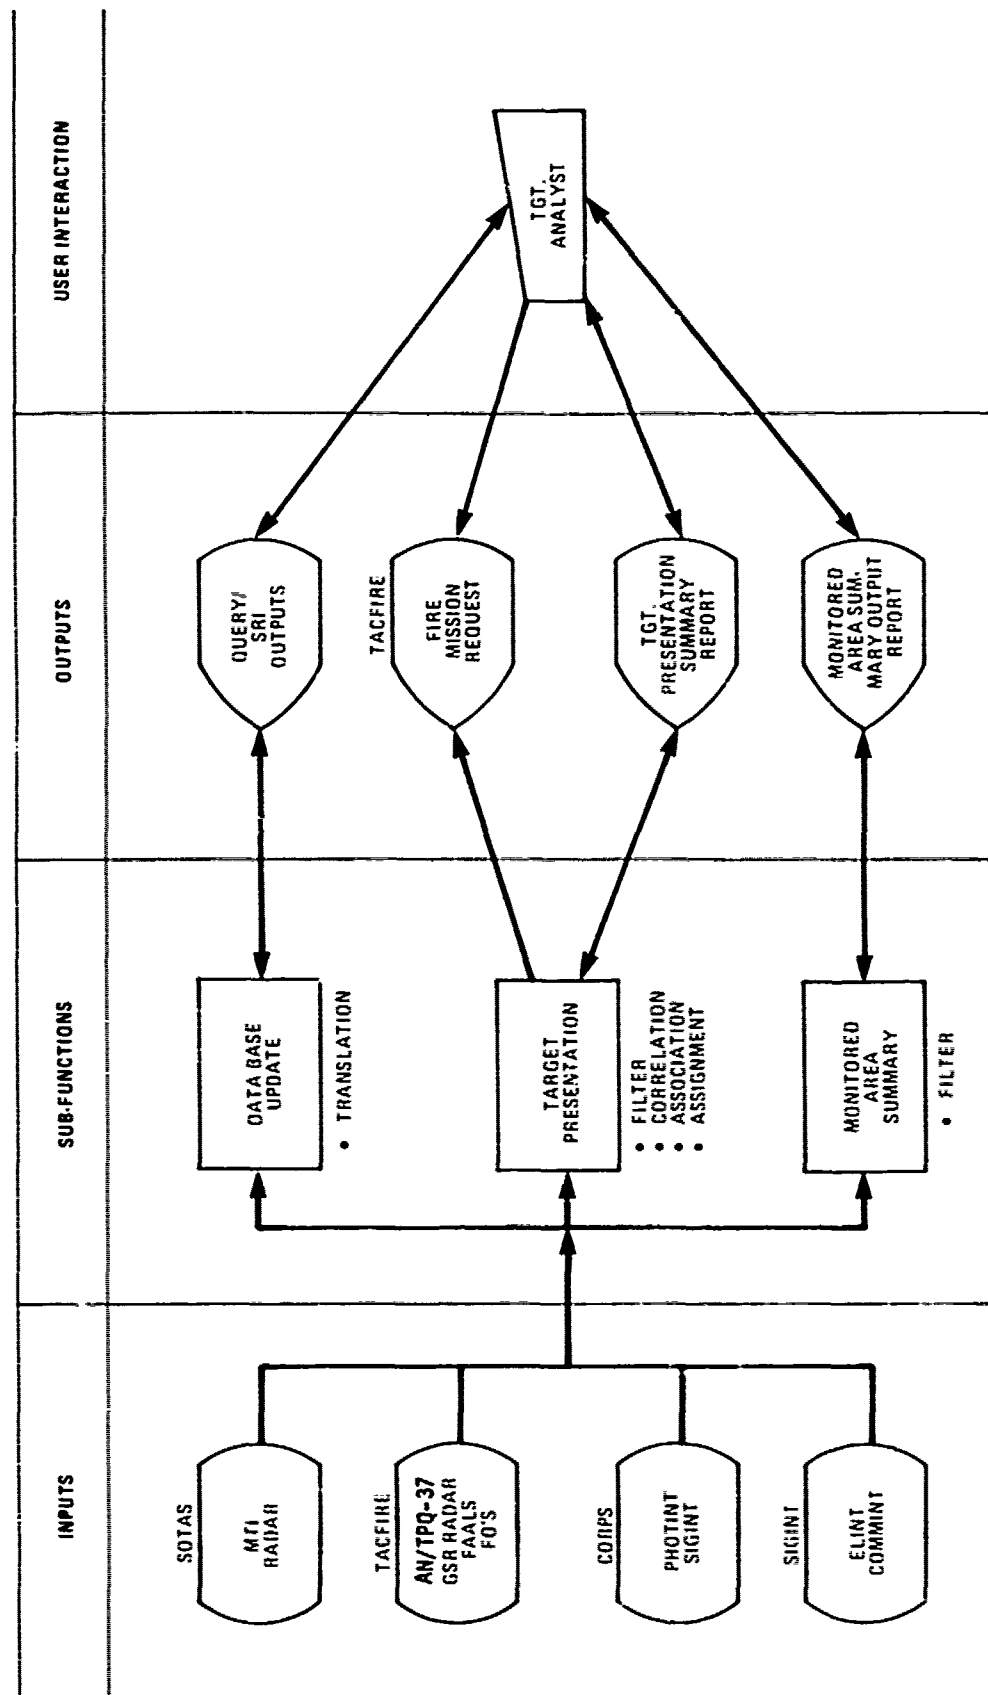 INPUTS
SUB-FUNCTIONS
OUTPUTS
USER INTERACTION
SOTAS
MTI
RADAR
TACFIRE
AN/TPQ-37
GSR RADAR
FAALS
FO'S
CORPS
PHOTINT
SIGINT
SIGINT
ELINT
COMMINT
DATA BASE
UPDATE
• TRANSLATION
TARGET
PRESENTATION
• FILTER
• CORRELATION
• ASSOCIATION
• ASSIGNMENT
MONITORED
AREA
SUMMARY
• FILTER
QUERY/
SRI
OUTPUTS
TACFIRE
FIRE
MISSION
REQUEST
TGT.
PRESENTATION
SUMMARY
REPORT
MONITORED
AREA SUM-
MARY OUTPUT
REPORT
TGT.
ANALYST